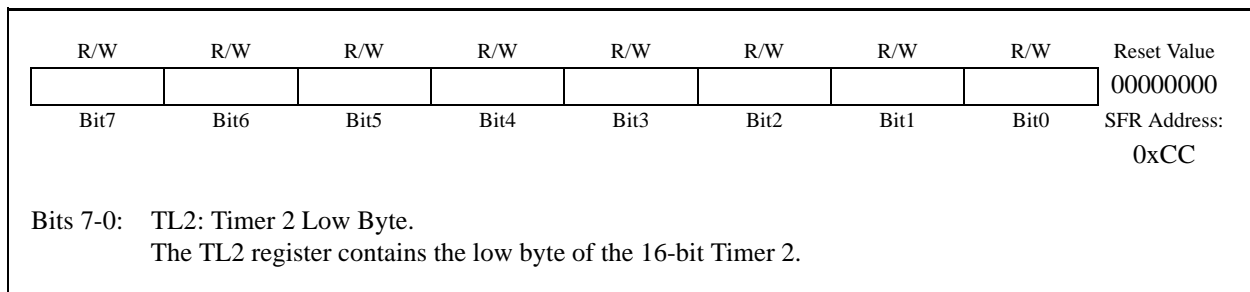 R/W R/W R/W R/W R/W R/W R/W R/W Reset Value
00000000
Bit7 Bit6 Bit5 Bit4 Bit3 Bit2 Bit1 Bit0 SFR Address:
0xCC
Bits 7-0: TL2: Timer 2 Low Byte.
The TL2 register contains the low byte of the 16-bit Timer 2.